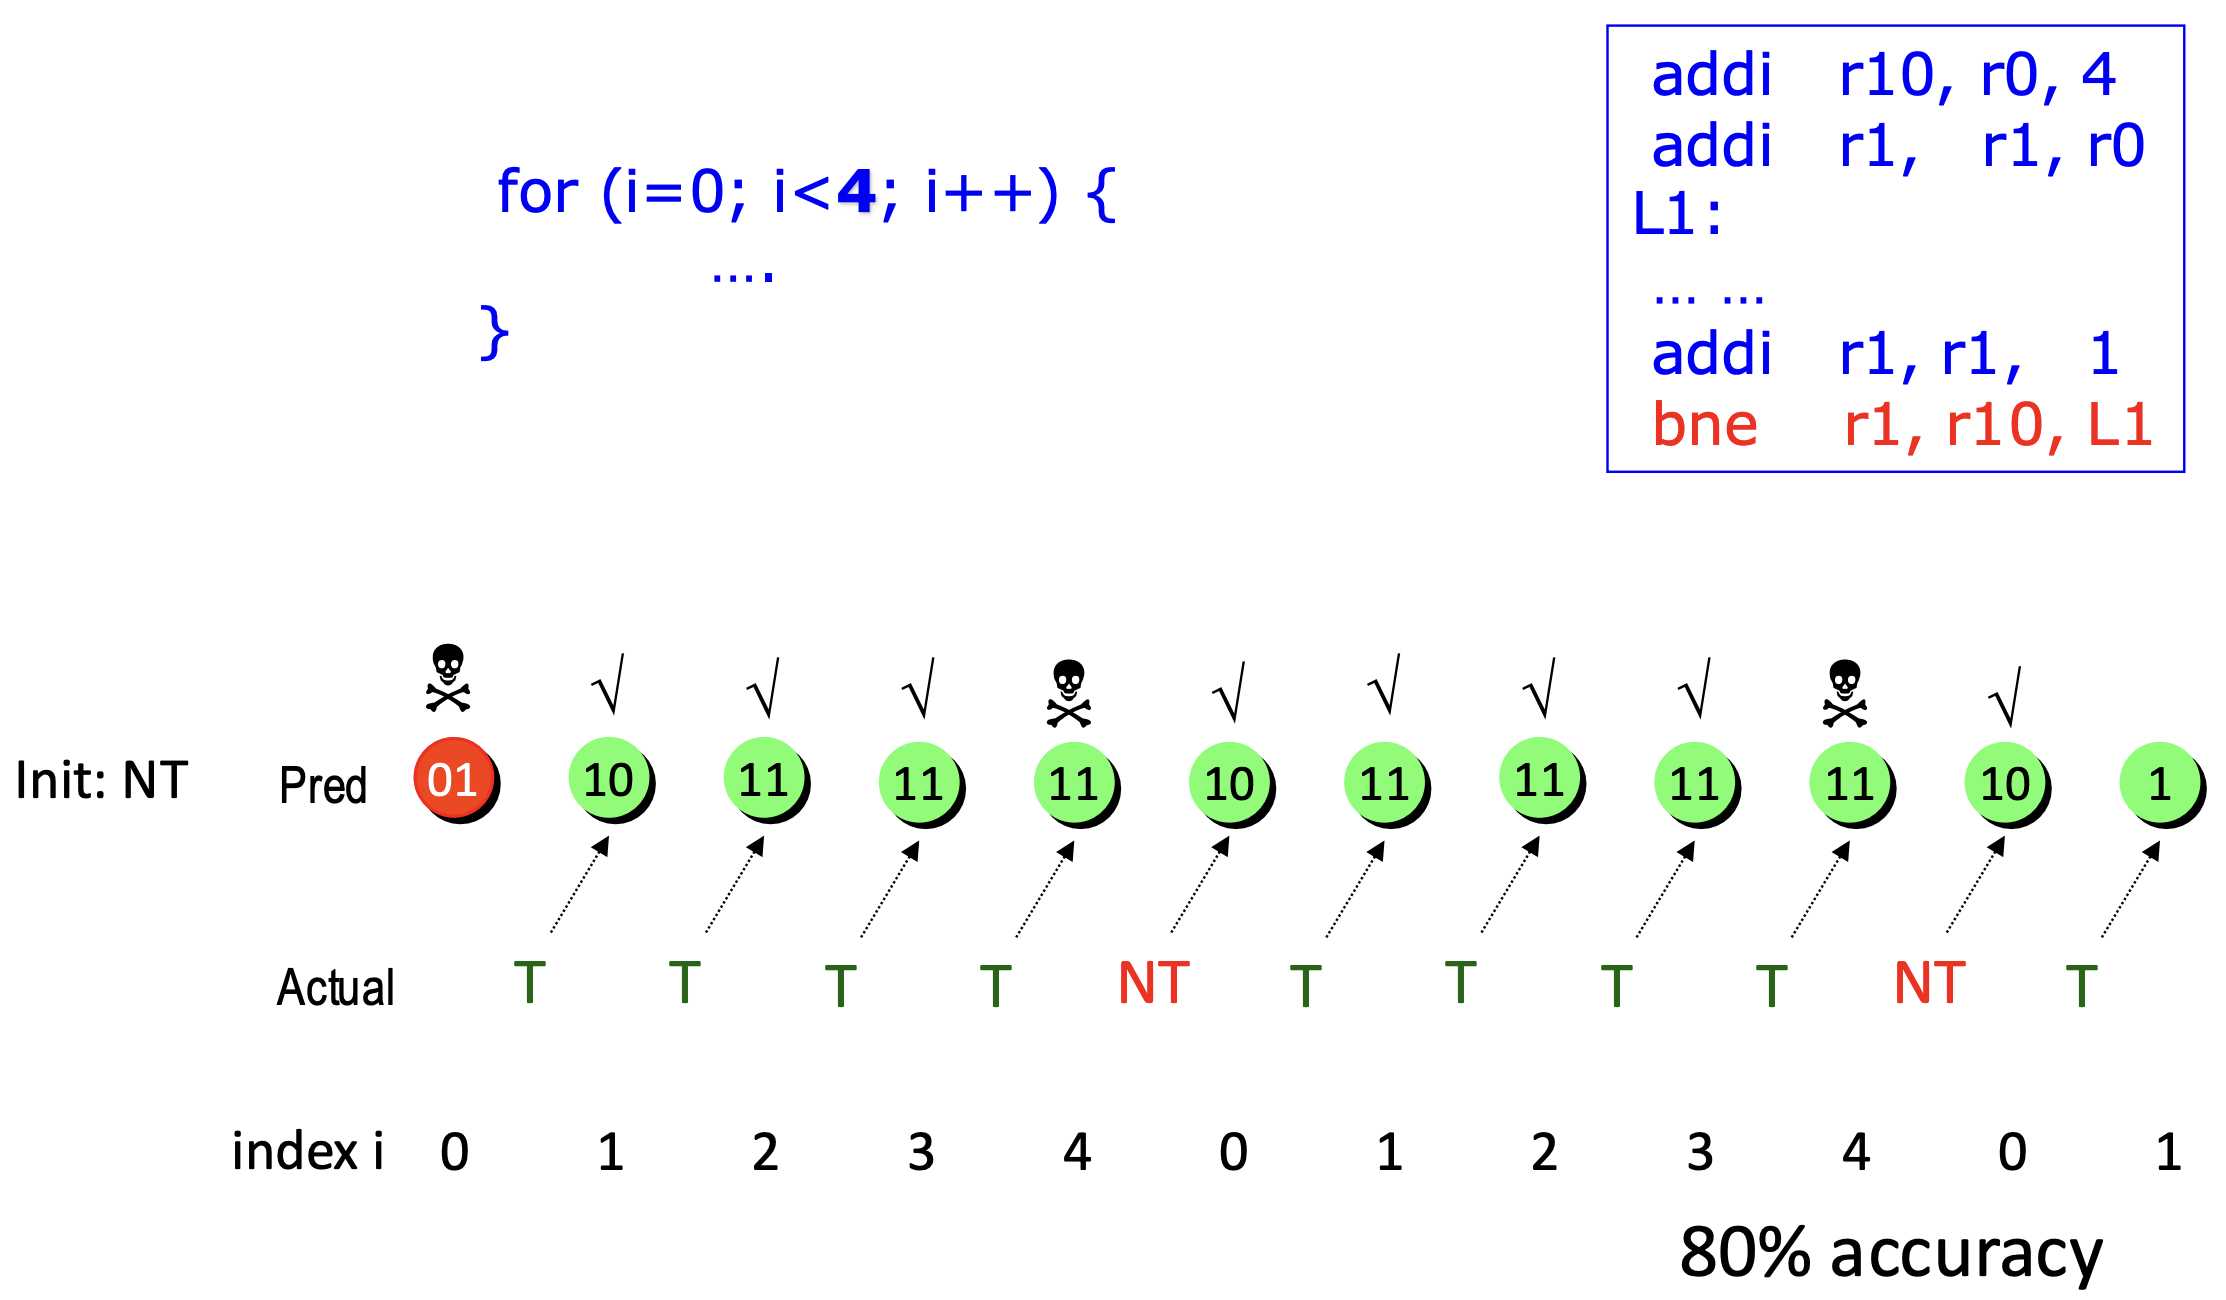 for (i=0; i<4; i++) {
....
}
addi r10, r0, 4
addi r1, r1, r0
L1:
... ...
addi r1, r1, 1
bne r1, r10, L1
√ √ √ √ √ √ √ √
Init: NT Pred 01 10 11 11 11 10 11 11 11 11 10 1
Actual T T T T NT T T T T NT T
index i 0 1 2 3 4 0 1 2 3 4 0 1
80% accuracy